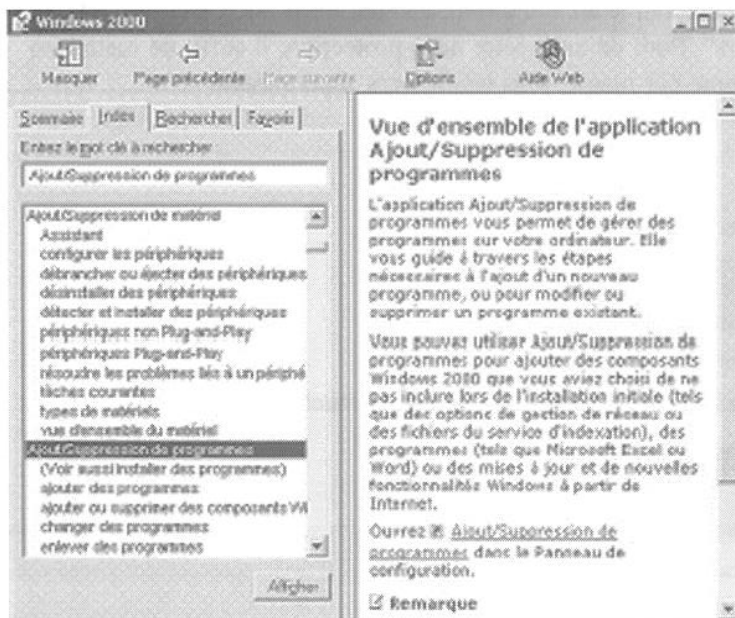 Windows 2000
Masquer Page précédente Page suivante Options Aide Web
Sommaire Index Rechercher Favoris
Entrez le mot clé à rechercher
Ajout/Suppression de programmes
Ajout/Suppression de matériel
Assistant
configurer les périphériques
débrancher ou éjecter des périphériques
désinstaller des périphériques
détecter et installer des périphériques
périphériques non Plug-and-Play
périphériques Plug-and-Play
résoudre les problèmes liés à un périphé
tâches courantes
types de matériels
vue d'ensemble du matériel
Ajout/Suppression de programmes
(Voir aussi installer des programmes)
ajouter des programmes
ajouter ou supprimer des composants Wi
changer des programmes
enlever des programmes
Afficher
Vue d'ensemble de l'application
Ajout/Suppression de
programmes
L'application Ajout/Suppression de
programmes vous permet de gérer des
programmes sur votre ordinateur. Elle
vous guide à travers les étapes
nécessaires à l'ajout d'un nouveau
programme, ou pour modifier ou
supprimer un programme existant.
Vous pouvez utiliser Ajout/Suppression de
programmes pour ajouter des composants
Windows 2000 que vous aviez choisi de ne
pas inclure lors de l'installation initiale (tels
que des options de gestion de réseau ou
des fichiers du service d'indexation), des
programmes (tels que Microsoft Excel ou
Word) ou des mises à jour et de nouvelles
fonctionnalités Windows à partir de
Internet.
Ouvrez Ajout/Suppression de
programmes dans le Panneau de
configuration.
Remarque